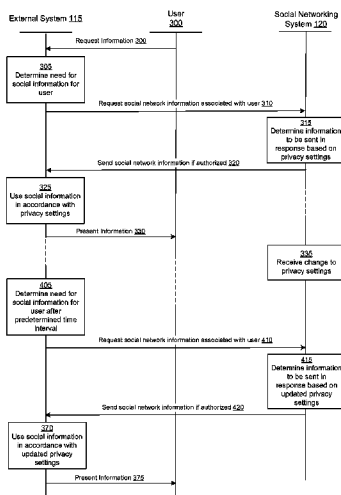 External System 115
User
300
Social Networking
System 120
Request Information 300
305
Determine need for
social information for
user
Request social network information associated with user 310
315
Determine information
to be sent in
response based on
privacy settings
Send social network information if authorized 320
325
Use social information
in accordance with
privacy settings
Present Information 330
335
Receive change to
privacy settings
405
Determine need for
social information for
user after
predetermined time
interval
Request social network information associated with user 410
415
Determine information
to be sent in
response based on
updated privacy
settings
Send social network information if authorized 420
370
Use social information
in accordance with
updated privacy
settings
Present Information 375